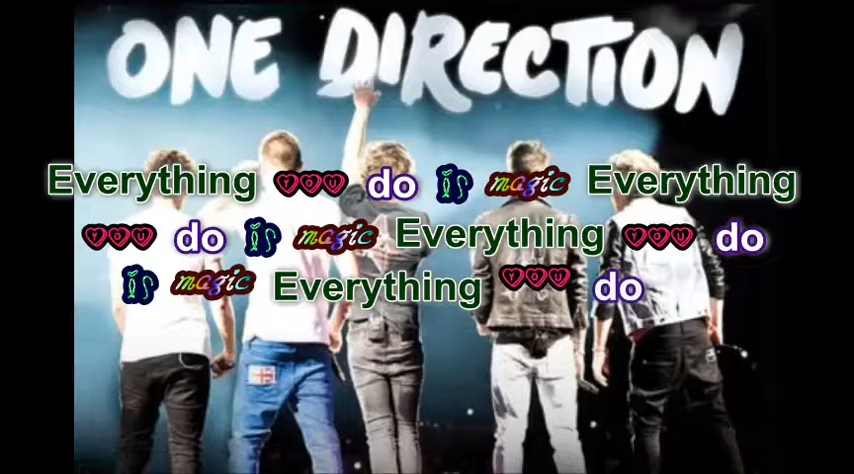 ONE DIRECTION
Everything YOU do is magic Everything
YOU do is magic Everything YOU do
is magic Everything YOU do